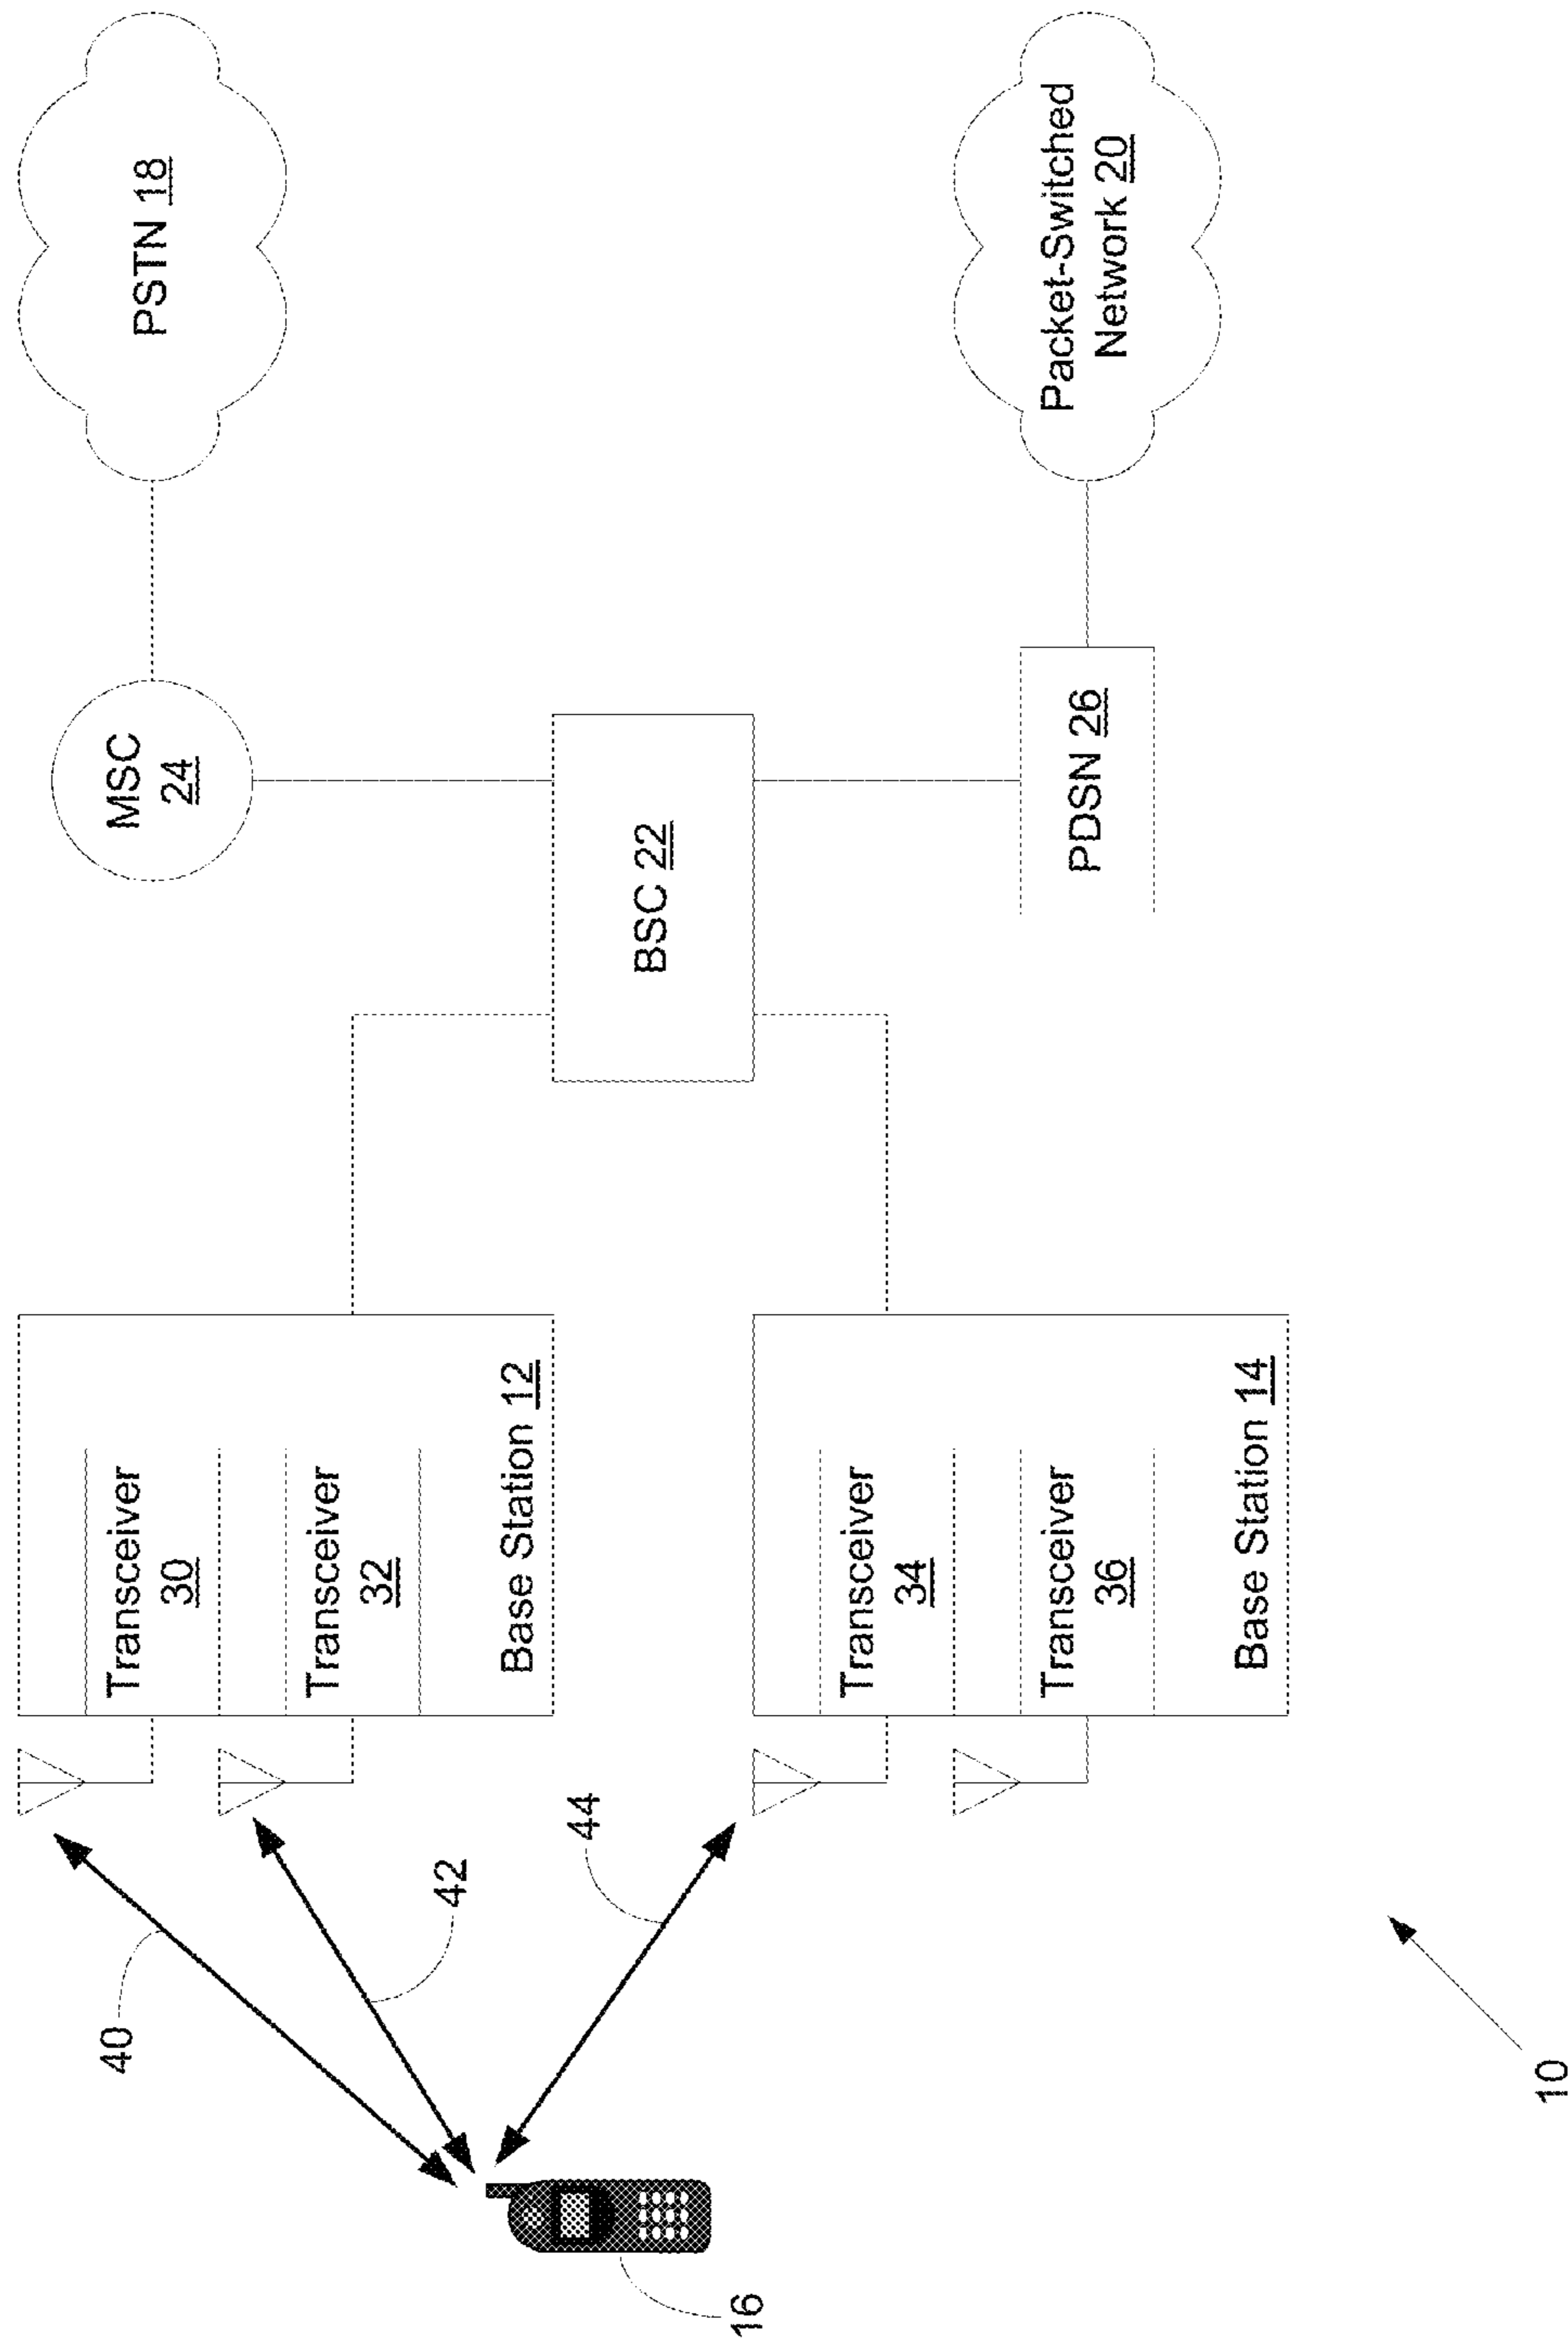 PSTN 18
MSC
24
Packet-Switched
Network 20
PDSN 26
BSC 22
Transceiver
30
Transceiver
32
Base Station 12
Transceiver
34
Transceiver
36
Base Station 14
40
42
44
16
10